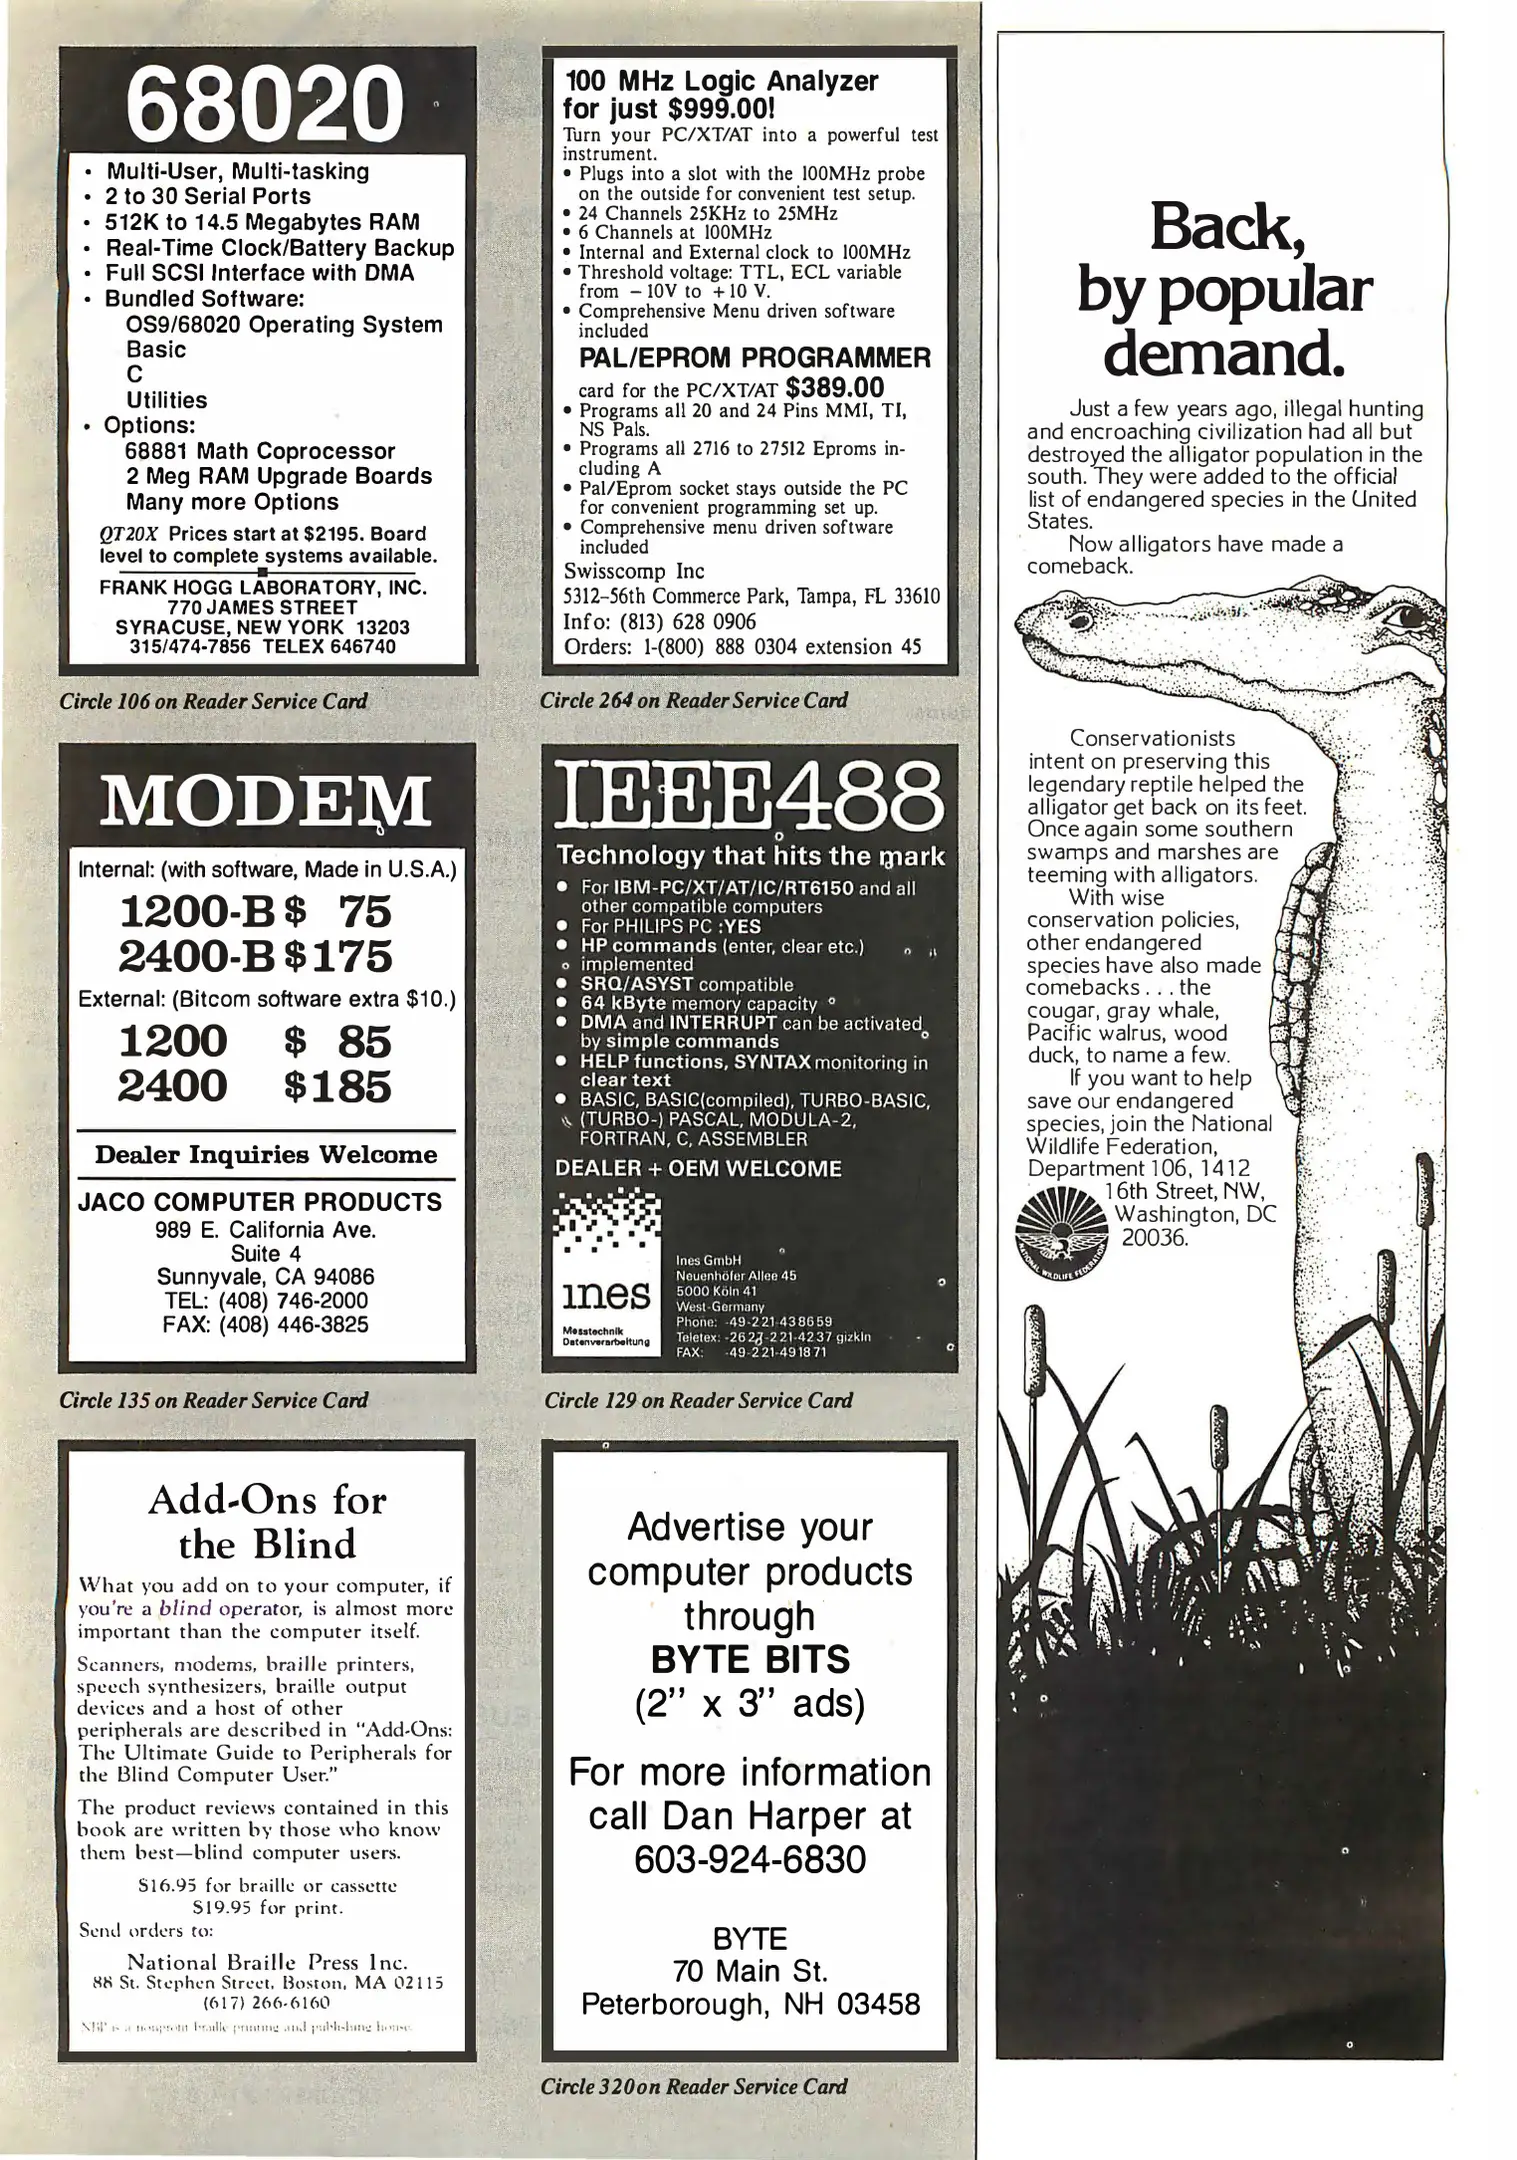 68020
• Multi-User, Multi-tasking
• 2 to 30 Serial Ports
• 512K to 14.5 Megabytes RAM
• Real-Time Clock/Battery Backup
• Full SCSI Interface with DMA
• Bundled Software:
OS9/68020 Operating System
Basic
C
Utilities
• Options:
68881 Math Coprocessor
2 Meg RAM Upgrade Boards
Many more Options
QT20X Prices start at $2195. Board
level to complete systems available.
FRANK HOGG LABORATORY, INC.
770 JAMES STREET
SYRACUSE, NEW YORK 13203
315/474-7856 TELEX 646740
Circle 106 on Reader Service Card
100 MHz Logic Analyzer
for just $999.00!
Turn your PC/XT/AT into a powerful test
instrument.
• Plugs into a slot with the 100MHz probe
on the outside for convenient test setup.
• 24 Channels 25KHz to 25MHz
• 6 Channels at 100MHz
• Internal and External clock to 100MHz
• Threshold voltage: TTL, ECL variable
from – 10V to + 10 V.
• Comprehensive Menu driven software
included
PAL/EPROM PROGRAMMER
card for the PC/XT/AT $389.00
• Programs all 20 and 24 Pins MMI, TI,
NS Pals.
• Programs all 2716 to 27512 Eproms in-
cluding A
• Pal/Eprom socket stays outside the PC
for convenient programming set up.
• Comprehensive menu driven software
included
Swisscomp Inc
5312–56th Commerce Park, Tampa, FL 33610
Info: (813) 628 0906
Orders: 1-(800) 888 0304 extension 45
Circle 264 on Reader Service Card
MODEM
Internal: (with software, Made in U.S.A.)
1200-B $ 75
2400-B $175
External: (Bitcom software extra $10.)
1200 $ 85
2400 $185
Dealer Inquiries Welcome
JACO COMPUTER PRODUCTS
989 E. California Ave.
Suite 4
Sunnyvale, CA 94086
TEL: (408) 746-2000
FAX: (408) 446-3825
Circle 135 on Reader Service Card
IEEE488
Technology that hits the mark
• For IBM-PC/XT/AT/IC/RT6150 and all
other compatible computers
• For PHILIPS PC :YES
• HP commands (enter, clear etc.)
implemented
• SRQ/ASYST compatible
• 64 kByte memory capacity
• DMA and INTERRUPT can be activated
by simple commands
• HELP functions, SYNTAX monitoring in
clear text
• BASIC, BASIC(compiled), TURBO-BASIC,
(TURBO-) PASCAL, MODULA-2,
FORTRAN, C, ASSEMBLER
DEALER + OEM WELCOME
ines
Messtechnik
Datenverarbeitung
Ines GmbH
Neuenhöfer Allee 45
5000 Köln 41
West-Germany
Phone: -49-2 21-43 86 59
Teletex: -26 27-2 21-42 37 gizkln
FAX: -49-2 21-49 18 71
Circle 129 on Reader Service Card
Add-Ons for
the Blind
What you add on to your computer, if
you're a blind operator, is almost more
important than the computer itself.
Scanners, modems, braille printers,
speech synthesizers, braille output
devices and a host of other
peripherals are described in "Add-Ons:
The Ultimate Guide to Peripherals for
the Blind Computer User."
The product reviews contained in this
book are written by those who know
them best—blind computer users.
$16.95 for braille or cassette
$19.95 for print.
Send orders to:
National Braille Press Inc.
88 St. Stephen Street, Boston, MA 02115
(617) 266-6160
NBP is a nonprofit braille printing and publishing house.
Advertise your
computer products
through
BYTE BITS
(2" x 3" ads)
For more information
call Dan Harper at
603-924-6830
BYTE
70 Main St.
Peterborough, NH 03458
Circle 320 on Reader Service Card
Back,
by popular
demand.
Just a few years ago, illegal hunting
and encroaching civilization had all but
destroyed the alligator population in the
south. They were added to the official
list of endangered species in the United
States.
Now alligators have made a
comeback.
Conservationists
intent on preserving this
legendary reptile helped the
alligator get back on its feet.
Once again some southern
swamps and marshes are
teeming with alligators.
With wise
conservation policies,
other endangered
species have also made
comebacks . . . the
cougar, gray whale,
Pacific walrus, wood
duck, to name a few.
If you want to help
save our endangered
species, join the National
Wildlife Federation,
Department 106, 1412
16th Street, NW,
Washington, DC
20036.
NATIONAL WILDLIFE FEDERATION